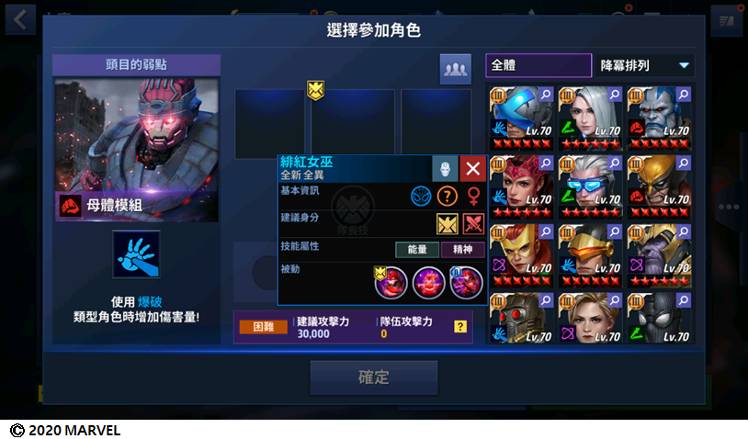 選擇參加角色
頭目的弱點
母體模組
使用 爆破
類型角色時增加傷害量!
緋紅女巫
全新 全異
基本資訊
建議身分
技能屬性
能量
精神
被動
困難
建議攻擊力
30,000
隊伍攻擊力
0
?
全體
降冪排列
Lv.70
Lv.70
Lv.70
Lv.70
Lv.70
Lv.70
Lv.70
Lv.70
Lv.70
Lv.70
Lv.70
Lv.70
確定
© 2020 MARVEL